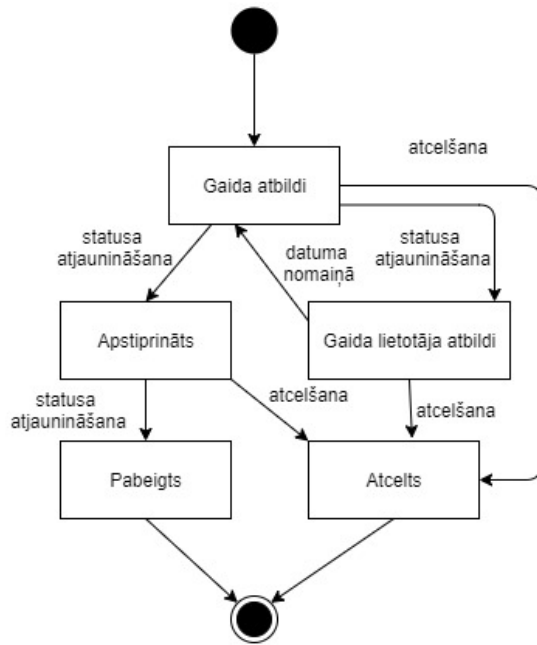 atcelšana
Gaida atbildi
statusa
atjaunināšana
datuma
nomaiņā
statusa
atjaunināšana
Apstiprināts
Gaida lietotāja atbildi
statusa
atjaunināšana
atcelšana
atcelšana
Pabeigts
Atcelts